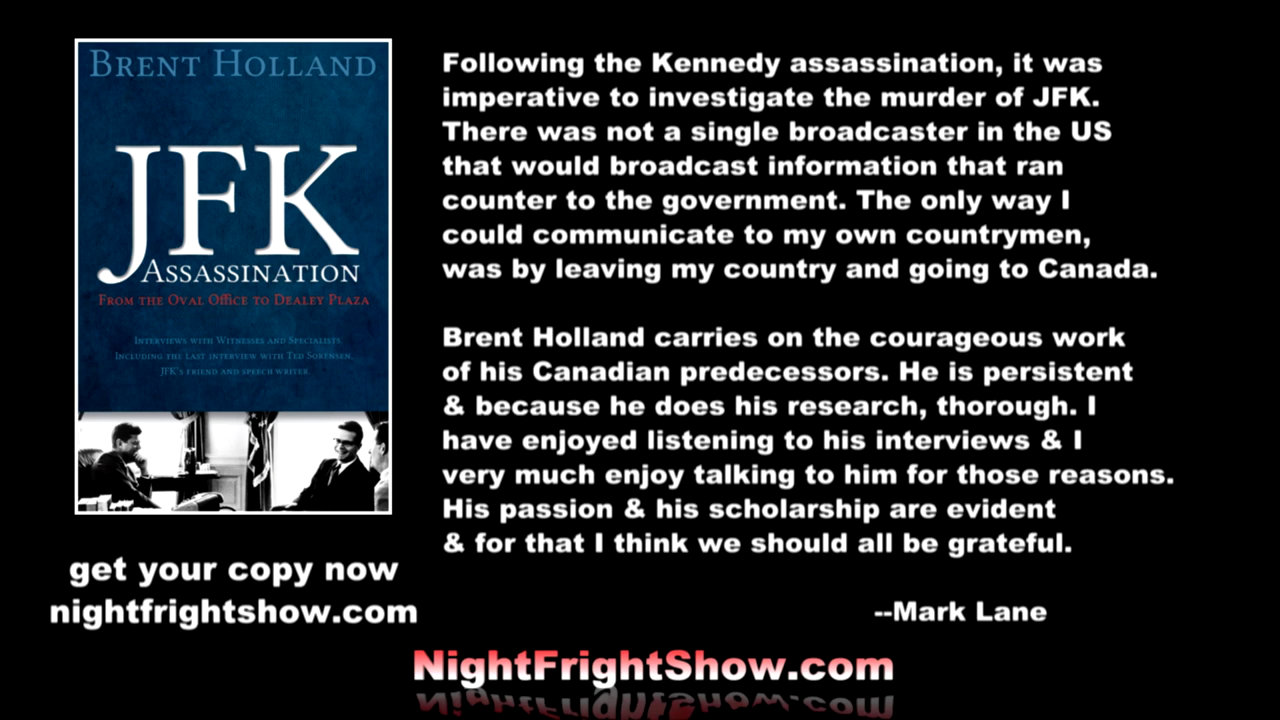 BRENT HOLLAND
JFK
ASSASSINATION
FROM THE OVAL OFFICE TO DEALEY PLAZA
INTERVIEWS WITH WITNESSES AND SPECIALISTS.
INCLUDING THE LAST INTERVIEW WITH TED SORENSEN,
JFK'S FRIEND AND SPEECH WRITER
get your copy now
nightfrightshow.com
Following the Kennedy assassination, it was
imperative to investigate the murder of JFK.
There was not a single broadcaster in the US
that would broadcast information that ran
counter to the government. The only way I
could communicate to my own countrymen,
was by leaving my country and going to Canada.
Brent Holland carries on the courageous work
of his Canadian predecessors. He is persistent
& because he does his research, thorough. I
have enjoyed listening to his interviews & I
very much enjoy talking to him for those reasons.
His passion & his scholarship are evident
& for that I think we should all be grateful.
--Mark Lane
NightFrightShow.com